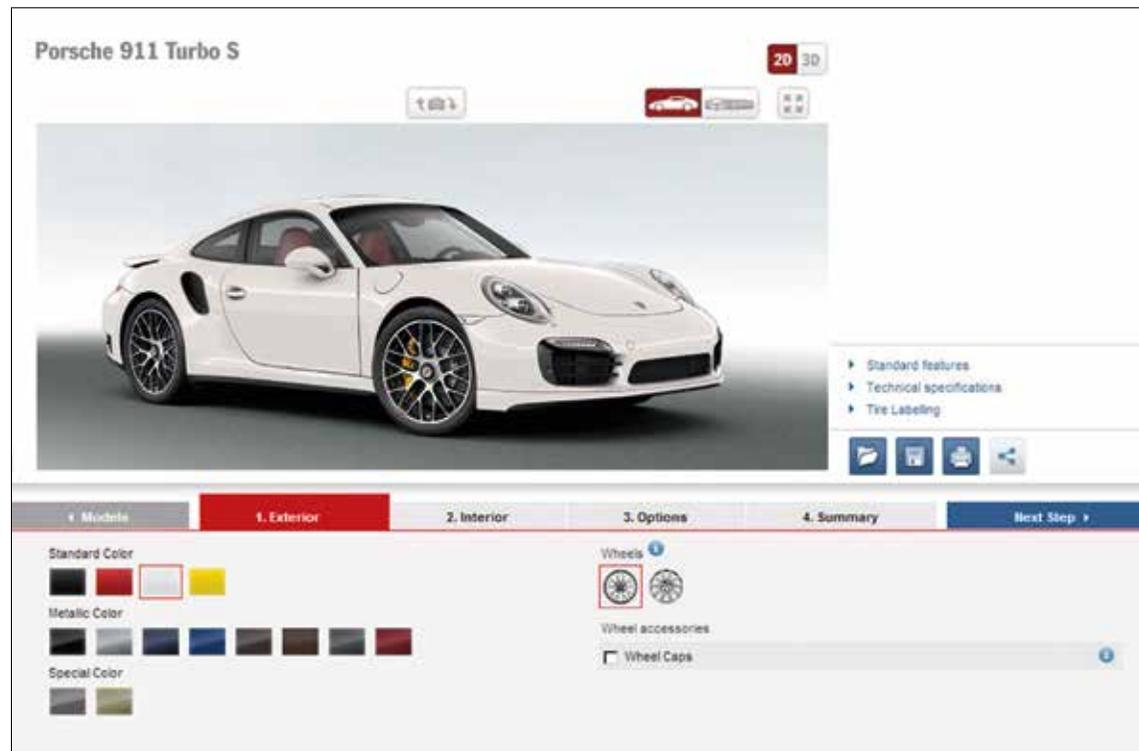 Porsche 911 Turbo S
2D 3D
Standard features
Technical specifications
Tire Labelling
Models
1. Exterior
2. Interior
3. Options
4. Summary
Next Step
Standard Color
Wheels
Metallic Color
Wheel accessories
Wheel Caps
Special Color